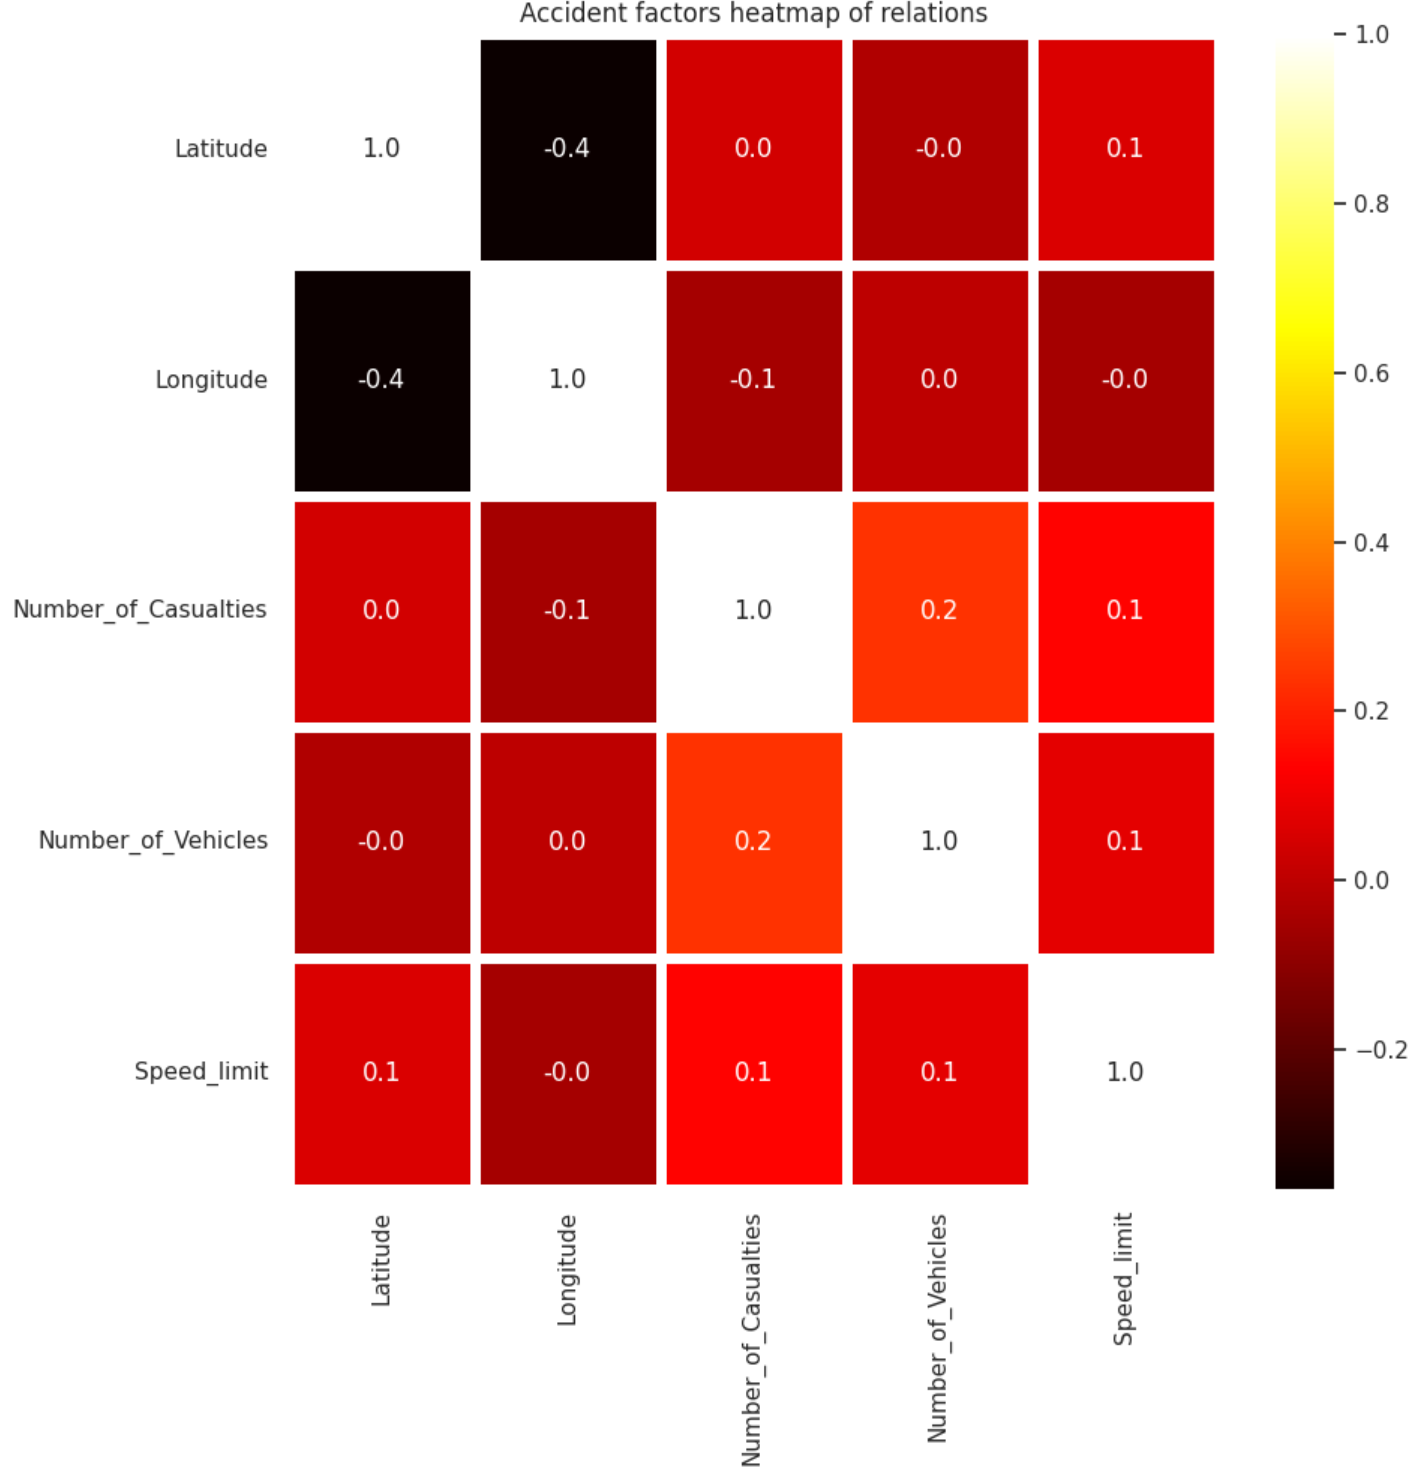 Accident factors heatmap of relations
Latitude 1.0 -0.4 0.0 -0.0 0.1
Longitude -0.4 1.0 -0.1 0.0 -0.0
Number_of_Casualties 0.0 -0.1 1.0 0.2 0.1
Number_of_Vehicles -0.0 0.0 0.2 1.0 0.1
Speed_limit 0.1 -0.0 0.1 0.1 1.0
Latitude
Longitude
Number_of_Casualties
Number_of_Vehicles
Speed_limit
1.0
0.8
0.6
0.4
0.2
0.0
−0.2